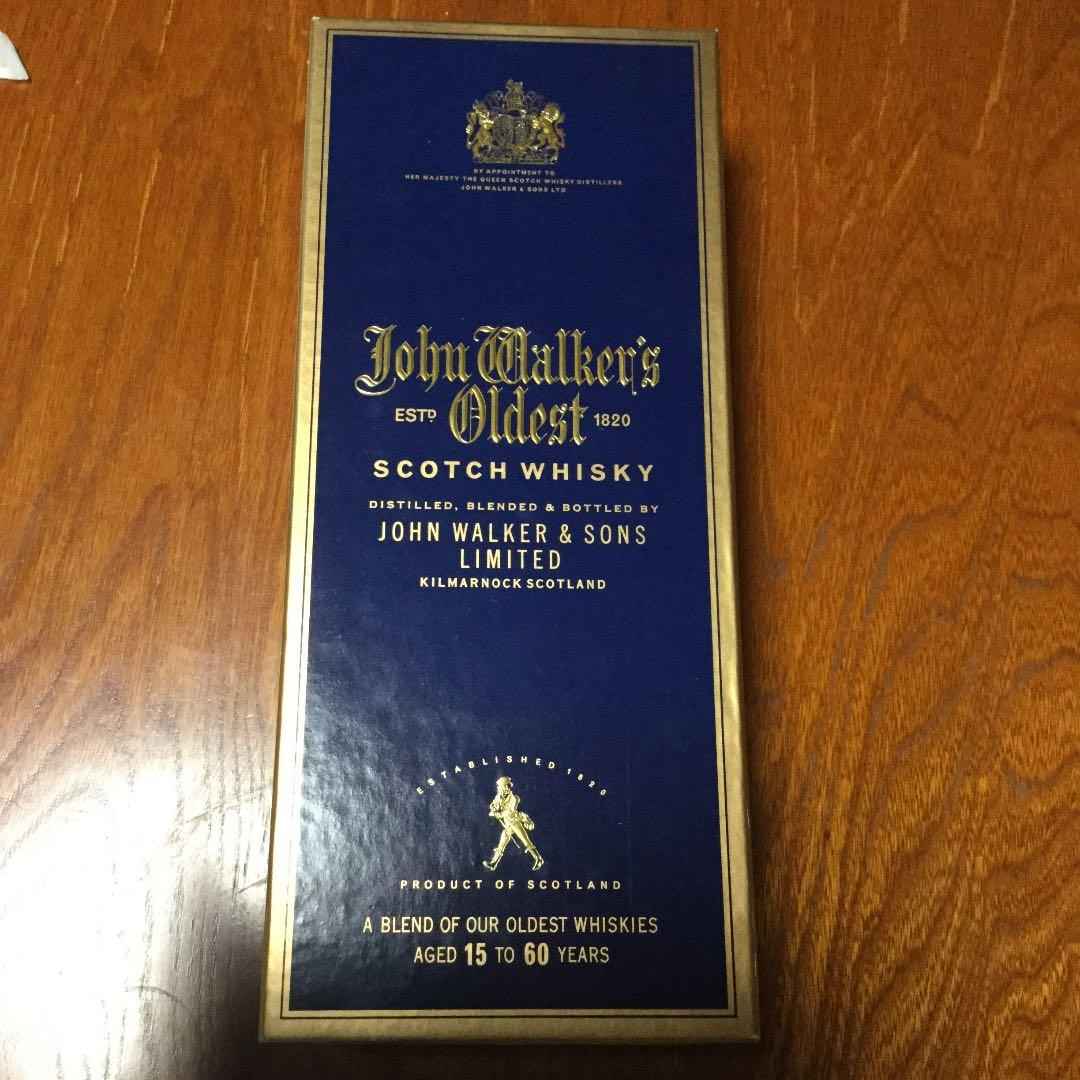 BY APPOINTMENT TO
HER MAJESTY THE QUEEN SCOTCH WHISKY DISTILLERS
JOHN WALKER & SONS LTD
John Walker's
ESTD Oldest 1820
SCOTCH WHISKY
DISTILLED, BLENDED & BOTTLED BY
JOHN WALKER & SONS
LIMITED
KILMARNOCK SCOTLAND
ESTABLISHED 1820
PRODUCT OF SCOTLAND
A BLEND OF OUR OLDEST WHISKIES
AGED 15 TO 60 YEARS